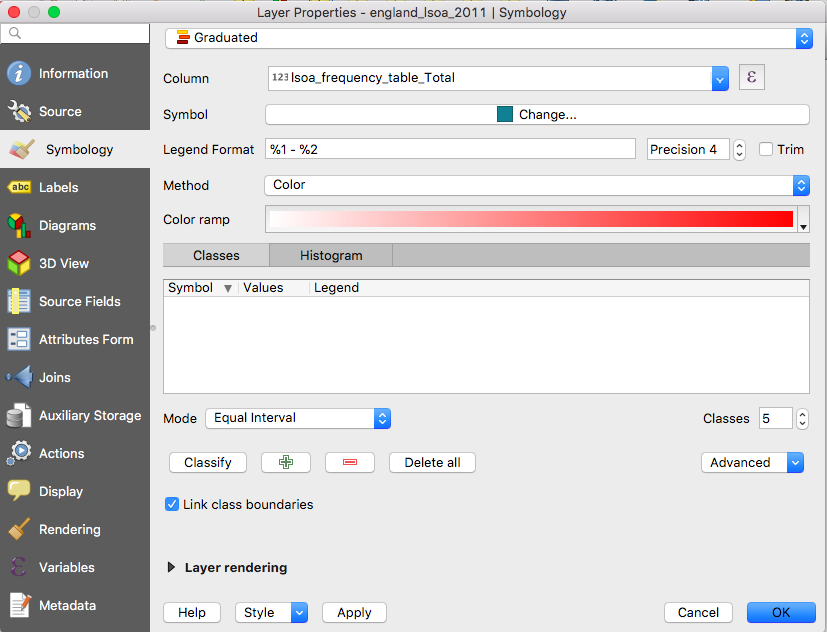 Layer Properties - england_lsoa_2011 | Symbology
Information
Source
Symbology
abc Labels
Diagrams
3D View
Source Fields
Attributes Form
Joins
Auxiliary Storage
Actions
Display
Rendering
ε Variables
Metadata
Graduated
Column 123 lsoa_frequency_table_Total ε
Symbol Change...
Legend Format %1 - %2 Precision 4 Trim
Method Color
Color ramp
Classes Histogram
Symbol Values Legend
Mode Equal Interval Classes 5
Classify Delete all Advanced
Link class boundaries
Layer rendering
Help Style Apply Cancel OK